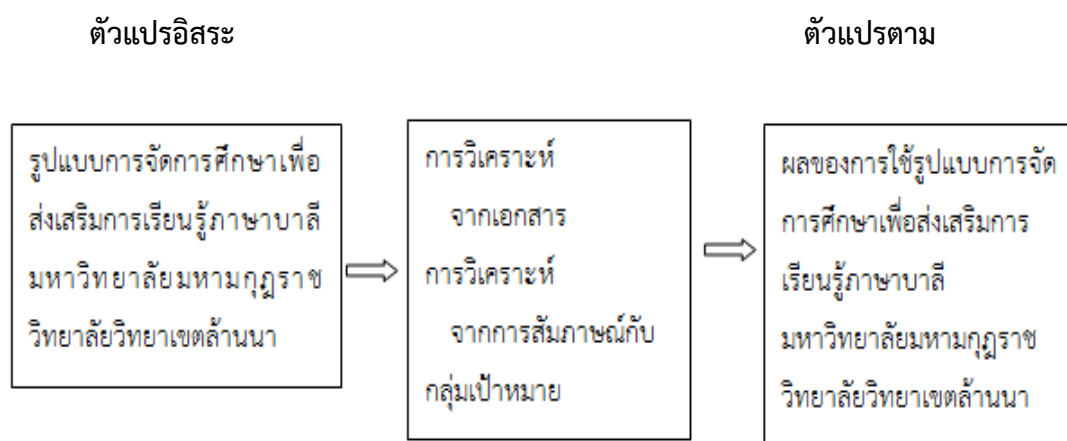 ตัวแปรอิสระ
ตัวแปรตาม
รูปแบบการจัดการศึกษาเพื่อ
ส่งเสริมการเรียนรู้ภาษาบาลี
มหาวิทยาลัยมหามกุฏราช
วิทยาลัยวิทยาเขตล้านนา
การวิเคราะห์
จากเอกสาร
การวิเคราะห์
จากการสัมภาษณ์กับ
กลุ่มเป้าหมาย
ผลของการใช้รูปแบบการจัด
การศึกษาเพื่อส่งเสริมการ
เรียนรู้ภาษาบาลี
มหาวิทยาลัยมหามกุฏราช
วิทยาลัยวิทยาเขตล้านนา